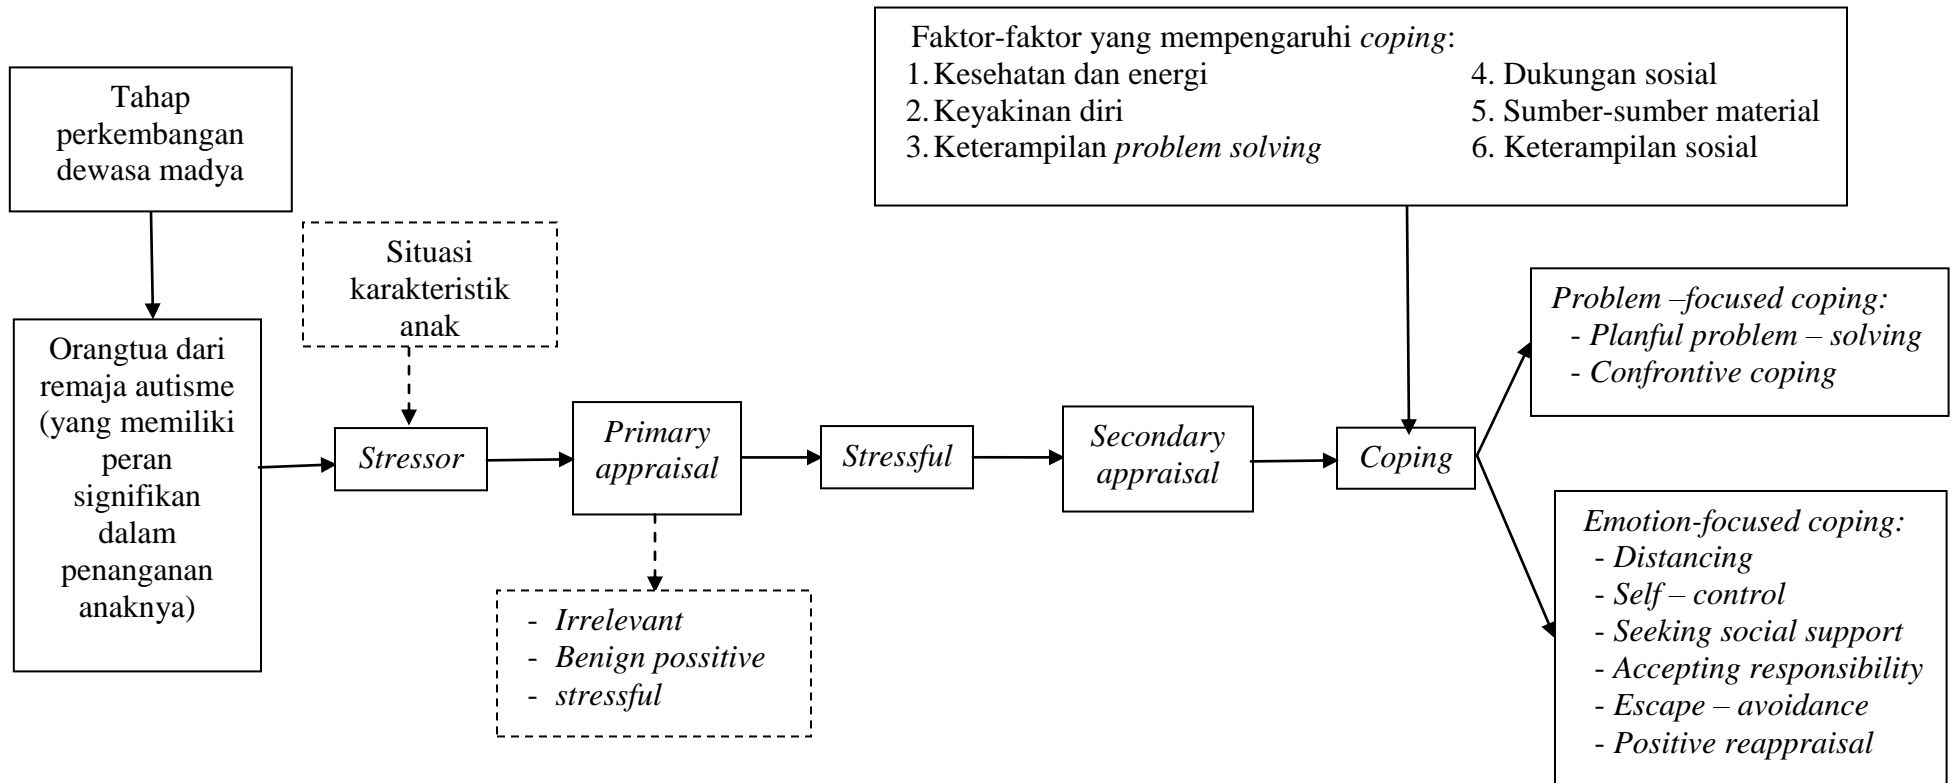 Faktor-faktor yang mempengaruhi coping:
1. Kesehatan dan energi
2. Keyakinan diri
3. Keterampilan problem solving
4. Dukungan sosial
5. Sumber-sumber material
6. Keterampilan sosial
Tahap
perkembangan
dewasa madya
Situasi
karakteristik
anak
Orangtua dari
remaja autisme
(yang memiliki
peran
signifikan
dalam
penanganan
anaknya)
Stressor
Primary
appraisal
Stressful
Secondary
appraisal
Coping
- Irrelevant
- Benign possitive
- stressful
Problem –focused coping:
- Planful problem – solving
- Confrontive coping
Emotion-focused coping:
- Distancing
- Self – control
- Seeking social support
- Accepting responsibility
- Escape – avoidance
- Positive reappraisal